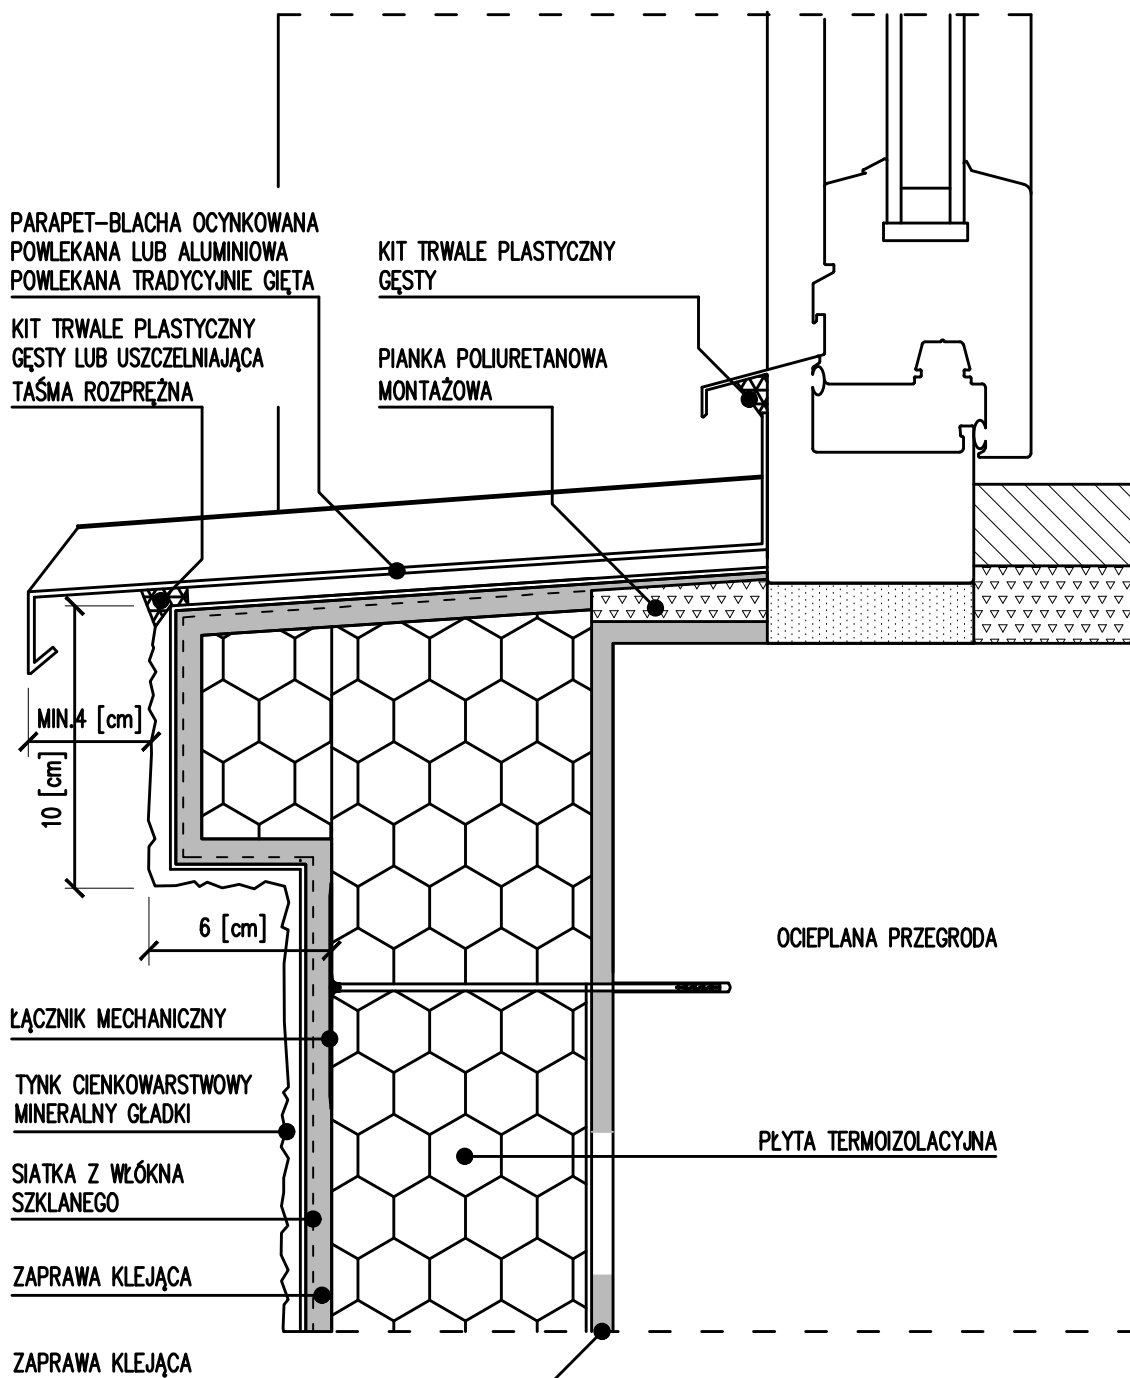 PARAPET-BLACHA OCYNKOWANA
POWLEKANA LUB ALUMINIOWA
POWLEKANA TRADYCYJNIE GIĘTA
KIT TRWALE PLASTYCZNY
GĘSTY
KIT TRWALE PLASTYCZNY
GĘSTY LUB USZCZELNIAJĄCA
TAŚMA ROZPRĘŻNA
PIANKA POLIURETANOWA
MONTAŻOWA
MIN.4 [cm]
10 [cm]
6 [cm]
OCIEPLANA PRZEGRODA
ŁĄCZNIK MECHANICZNY
TYNK CIENKOWARSTWOWY
MINERALNY GŁADKI
PŁYTA TERMOIZOLACYJNA
SIATKA Z WŁÓKNA
SZKLANEGO
ZAPRAWA KLEJĄCA
ZAPRAWA KLEJĄCA